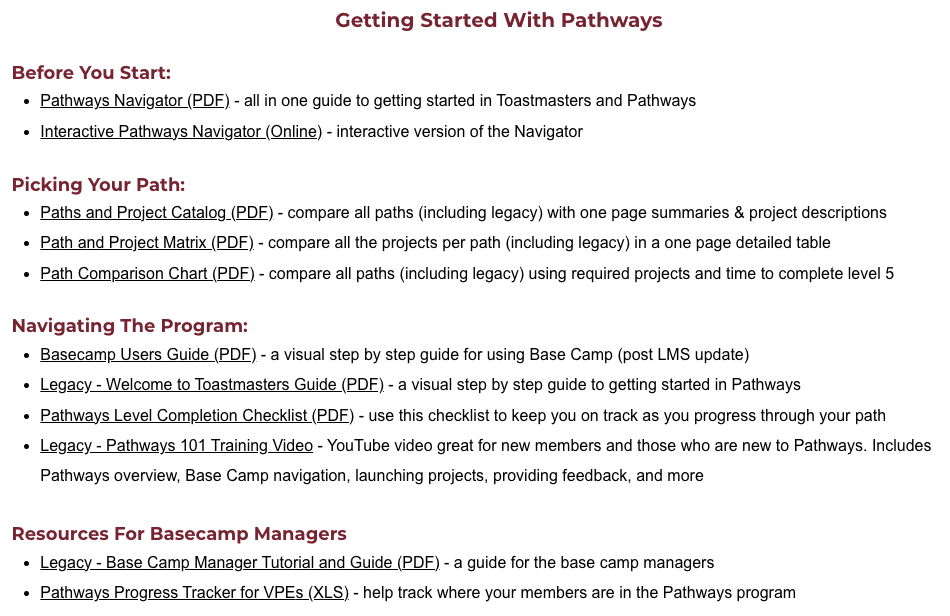 Getting Started With Pathways
Before You Start:
• Pathways Navigator (PDF) - all in one guide to getting started in Toastmasters and Pathways
• Interactive Pathways Navigator (Online) - interactive version of the Navigator
Picking Your Path:
• Paths and Project Catalog (PDF) - compare all paths (including legacy) with one page summaries & project descriptions
• Path and Project Matrix (PDF) - compare all the projects per path (including legacy) in a one page detailed table
• Path Comparison Chart (PDF) - compare all paths (including legacy) using required projects and time to complete level 5
Navigating The Program:
• Basecamp Users Guide (PDF) - a visual step by step guide for using Base Camp (post LMS update)
• Legacy - Welcome to Toastmasters Guide (PDF) - a visual step by step guide to getting started in Pathways
• Pathways Level Completion Checklist (PDF) - use this checklist to keep you on track as you progress through your path
• Legacy - Pathways 101 Training Video - YouTube video great for new members and those who are new to Pathways. Includes
Pathways overview, Base Camp navigation, launching projects, providing feedback, and more
Resources For Basecamp Managers
• Legacy - Base Camp Manager Tutorial and Guide (PDF) - a guide for the base camp managers
• Pathways Progress Tracker for VPEs (XLS) - help track where your members are in the Pathways program